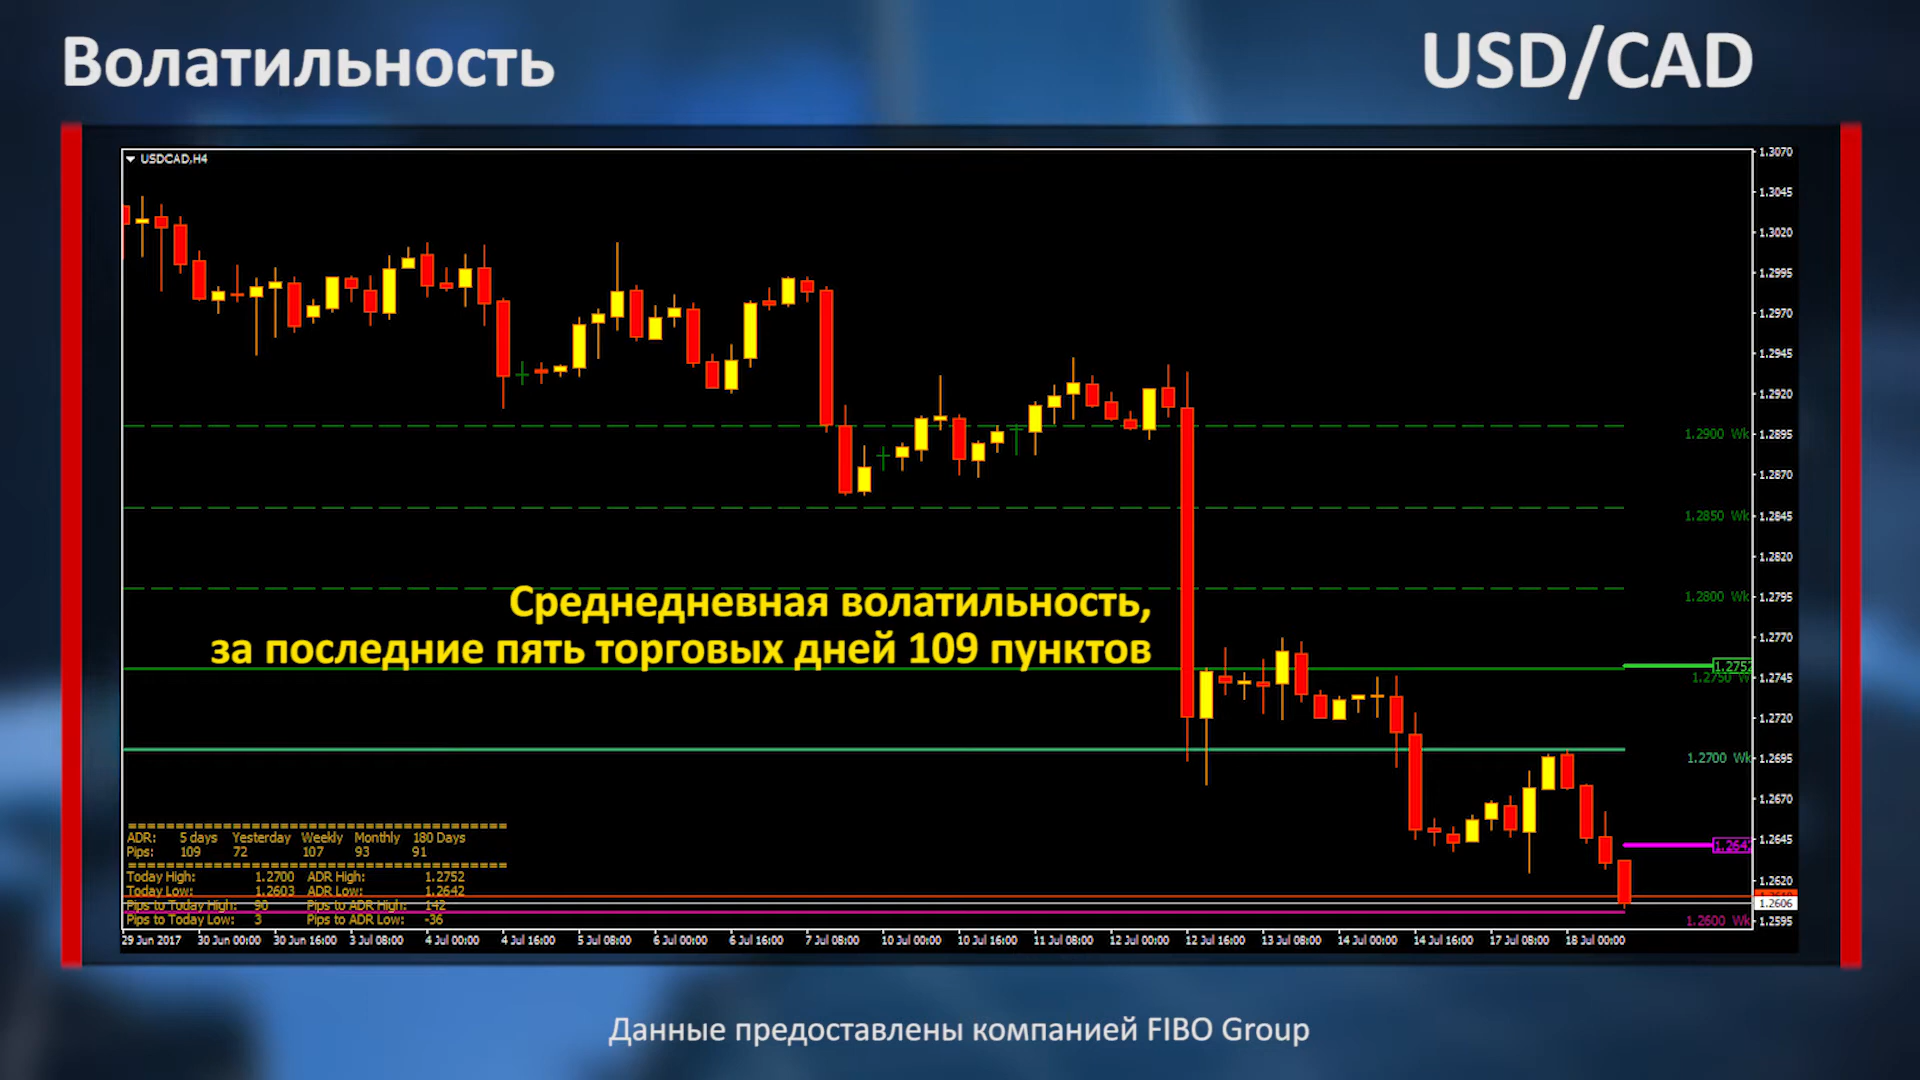 Волатильность
USD/CAD
USDCAD,H4
1.3070
1.3045
1.3020
1.2995
1.2970
1.2945
1.2920
1.2900 Wk
1.2895
1.2870
1.2850 Wk
1.2845
1.2820
1.2800 Wk
1.2795
Среднедневная волатильность,
за последние пять торговых дней 109 пунктов
1.2770
1.2752
1.2750 W
1.2745
1.2720
1.2700 Wk
1.2695
1.2670
1.2645
1.264
1.2620
1.2606
1.2600 Wk
1.2595
ADR: 5 days Yesterday Weekly Monthly 180 Days
Pips: 109 72 107 93 91
Today High: 1.2700 ADR High: 1.2752
Today Low: 1.2603 ADR Low: 1.2642
Pips to Today High: 90 Pips to ADR High: 142
Pips to Today Low: 3 Pips to ADR Low: -36
29 Jun 2017 30 Jun 00:00 30 Jun 16:00 3 Jul 08:00 4 Jul 00:00 4 Jul 16:00 5 Jul 08:00 6 Jul 00:00 6 Jul 16:00 7 Jul 08:00 10 Jul 00:00 10 Jul 16:00 11 Jul 08:00 12 Jul 00:00 12 Jul 16:00 13 Jul 08:00 14 Jul 00:00 14 Jul 16:00 17 Jul 08:00 18 Jul 00:00
Данные предоставлены компанией FIBO Group